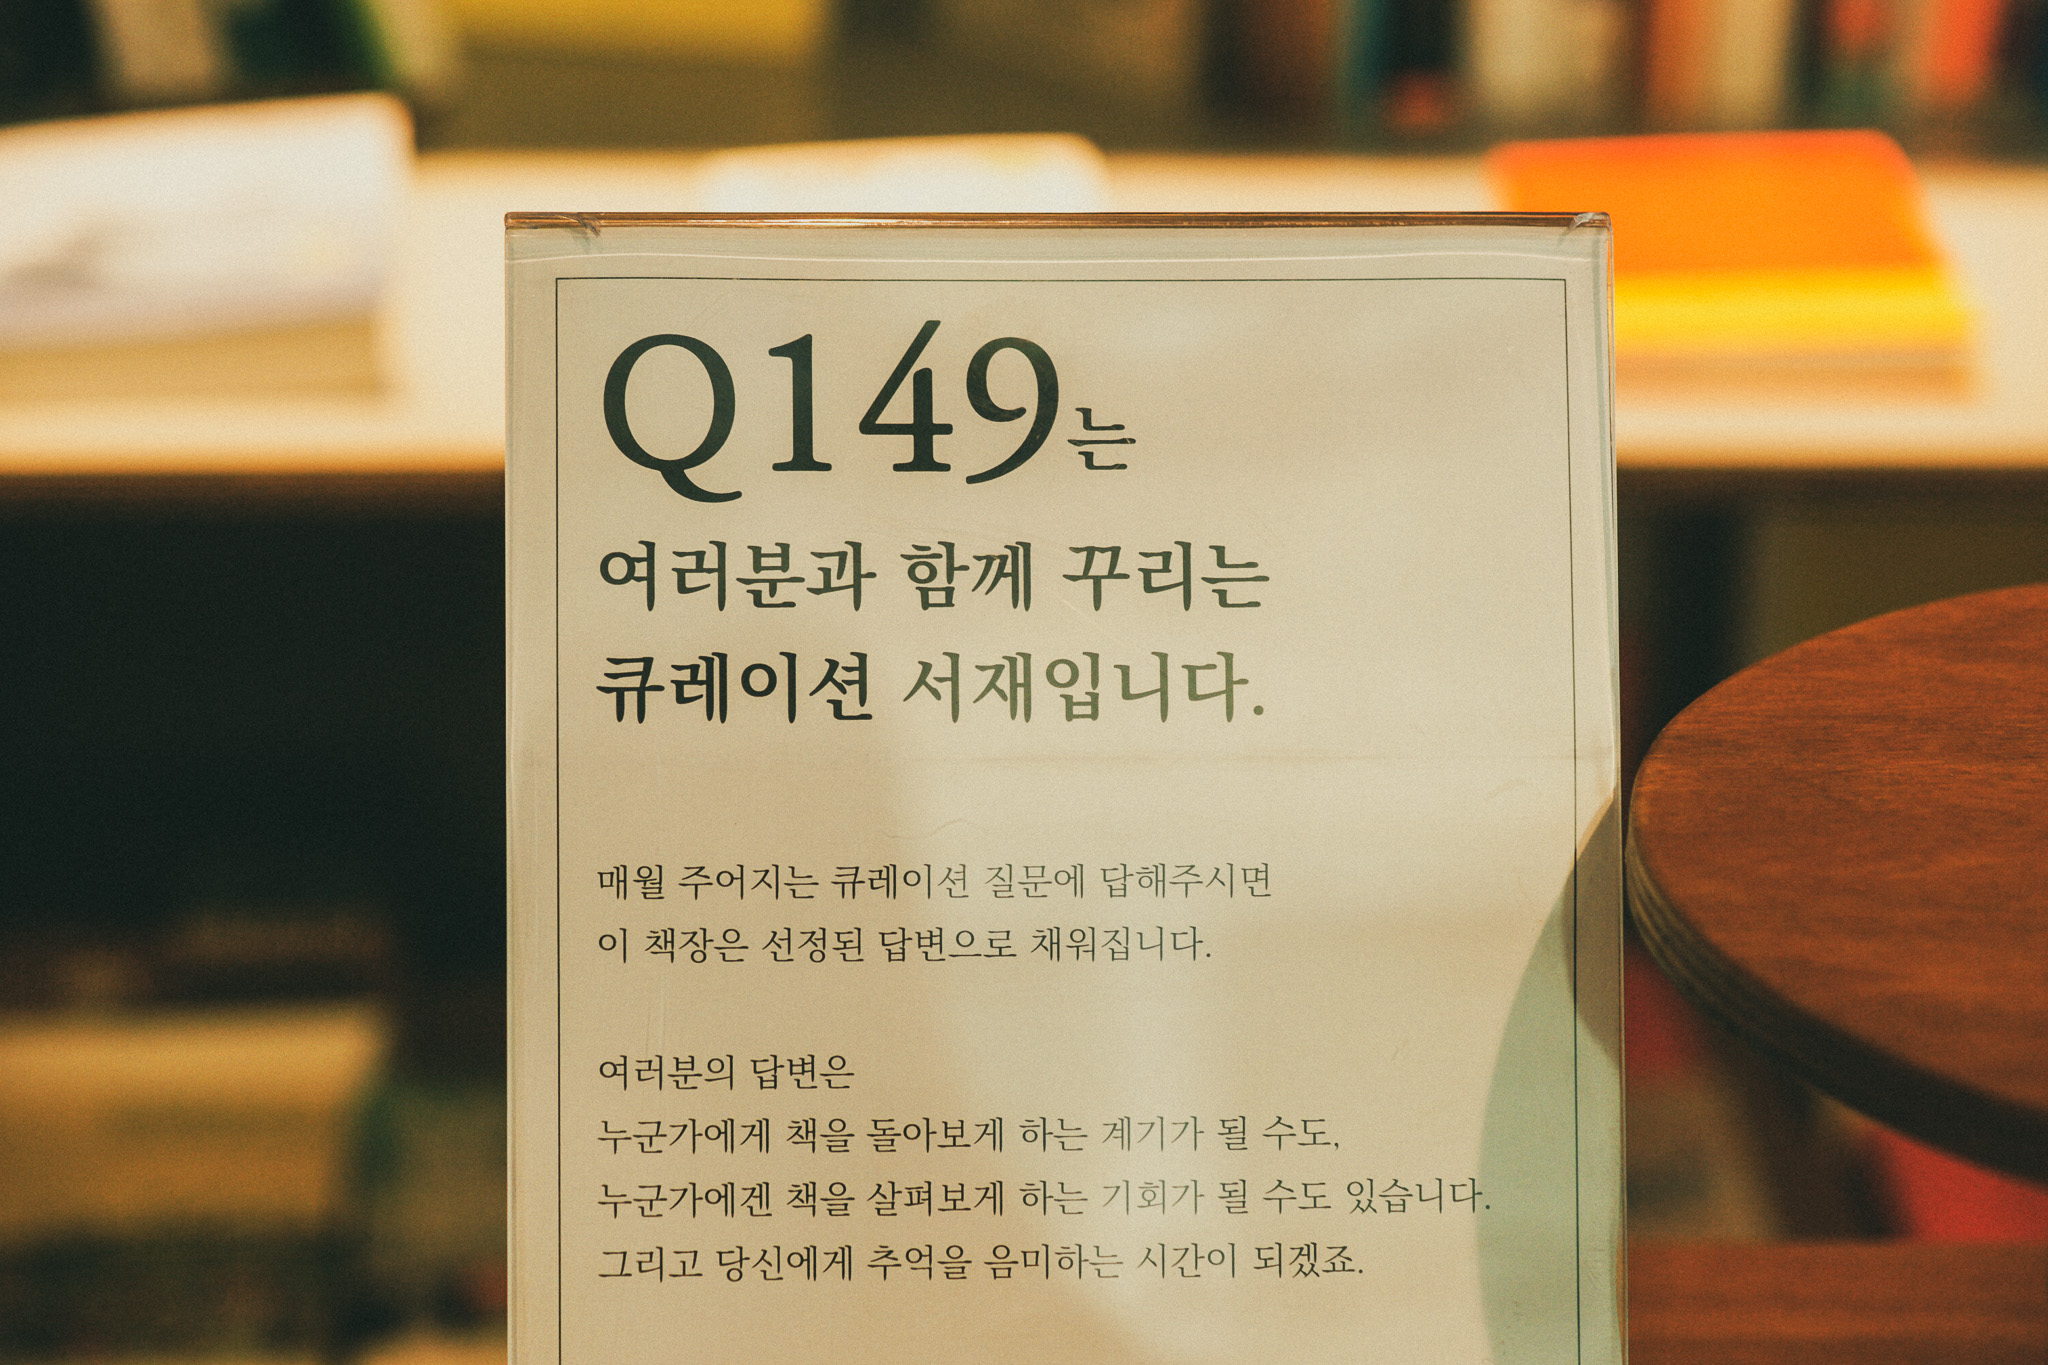 Q149는
여러분과 함께 꾸리는
큐레이션 서재입니다.
매월 주어지는 큐레이션 질문에 답해주시면
이 책장은 선정된 답변으로 채워집니다.
여러분의 답변은
누군가에게 책을 돌아보게 하는 계기가 될 수도,
누군가에겐 책을 살펴보게 하는 기회가 될 수도 있습니다.
그리고 당신에게 추억을 음미하는 시간이 되겠죠.